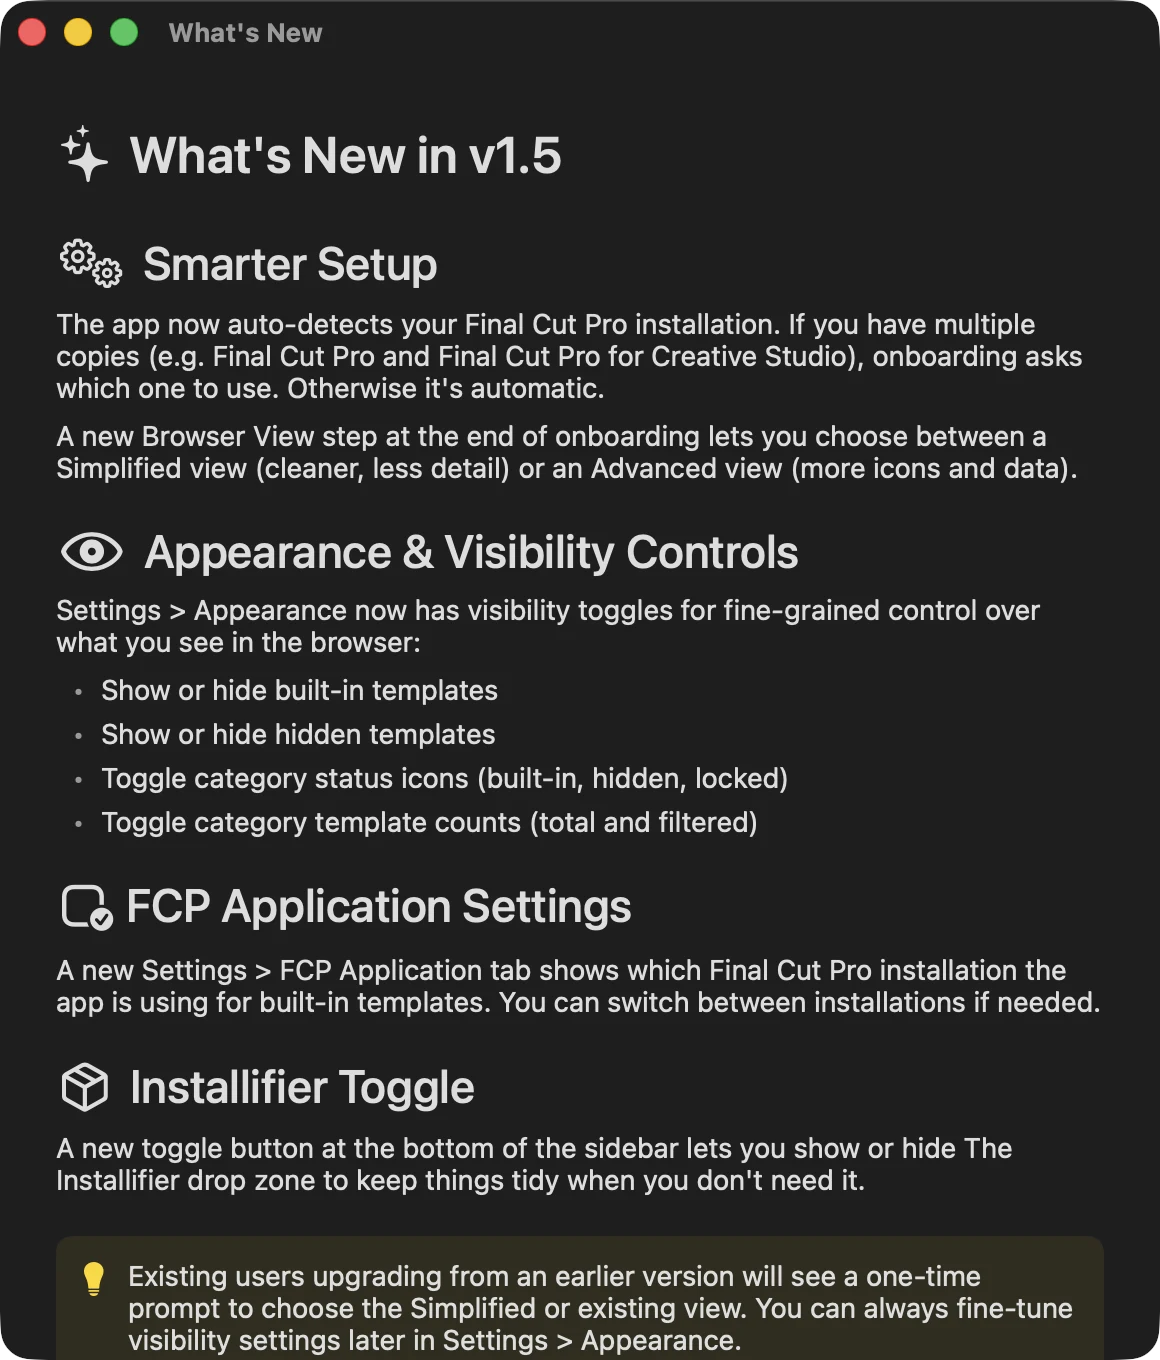 What's New
What's New in v1.5
Smarter Setup
The app now auto-detects your Final Cut Pro installation. If you have multiple
copies (e.g. Final Cut Pro and Final Cut Pro for Creative Studio), onboarding asks
which one to use. Otherwise it's automatic.
A new Browser View step at the end of onboarding lets you choose between a
Simplified view (cleaner, less detail) or an Advanced view (more icons and data).
Appearance & Visibility Controls
Settings > Appearance now has visibility toggles for fine-grained control over
what you see in the browser:
• Show or hide built-in templates
• Show or hide hidden templates
• Toggle category status icons (built-in, hidden, locked)
• Toggle category template counts (total and filtered)
FCP Application Settings
A new Settings > FCP Application tab shows which Final Cut Pro installation the
app is using for built-in templates. You can switch between installations if needed.
Installifier Toggle
A new toggle button at the bottom of the sidebar lets you show or hide The
Installifier drop zone to keep things tidy when you don't need it.
Existing users upgrading from an earlier version will see a one-time
prompt to choose the Simplified or existing view. You can always fine-tune
visibility settings later in Settings > Appearance.